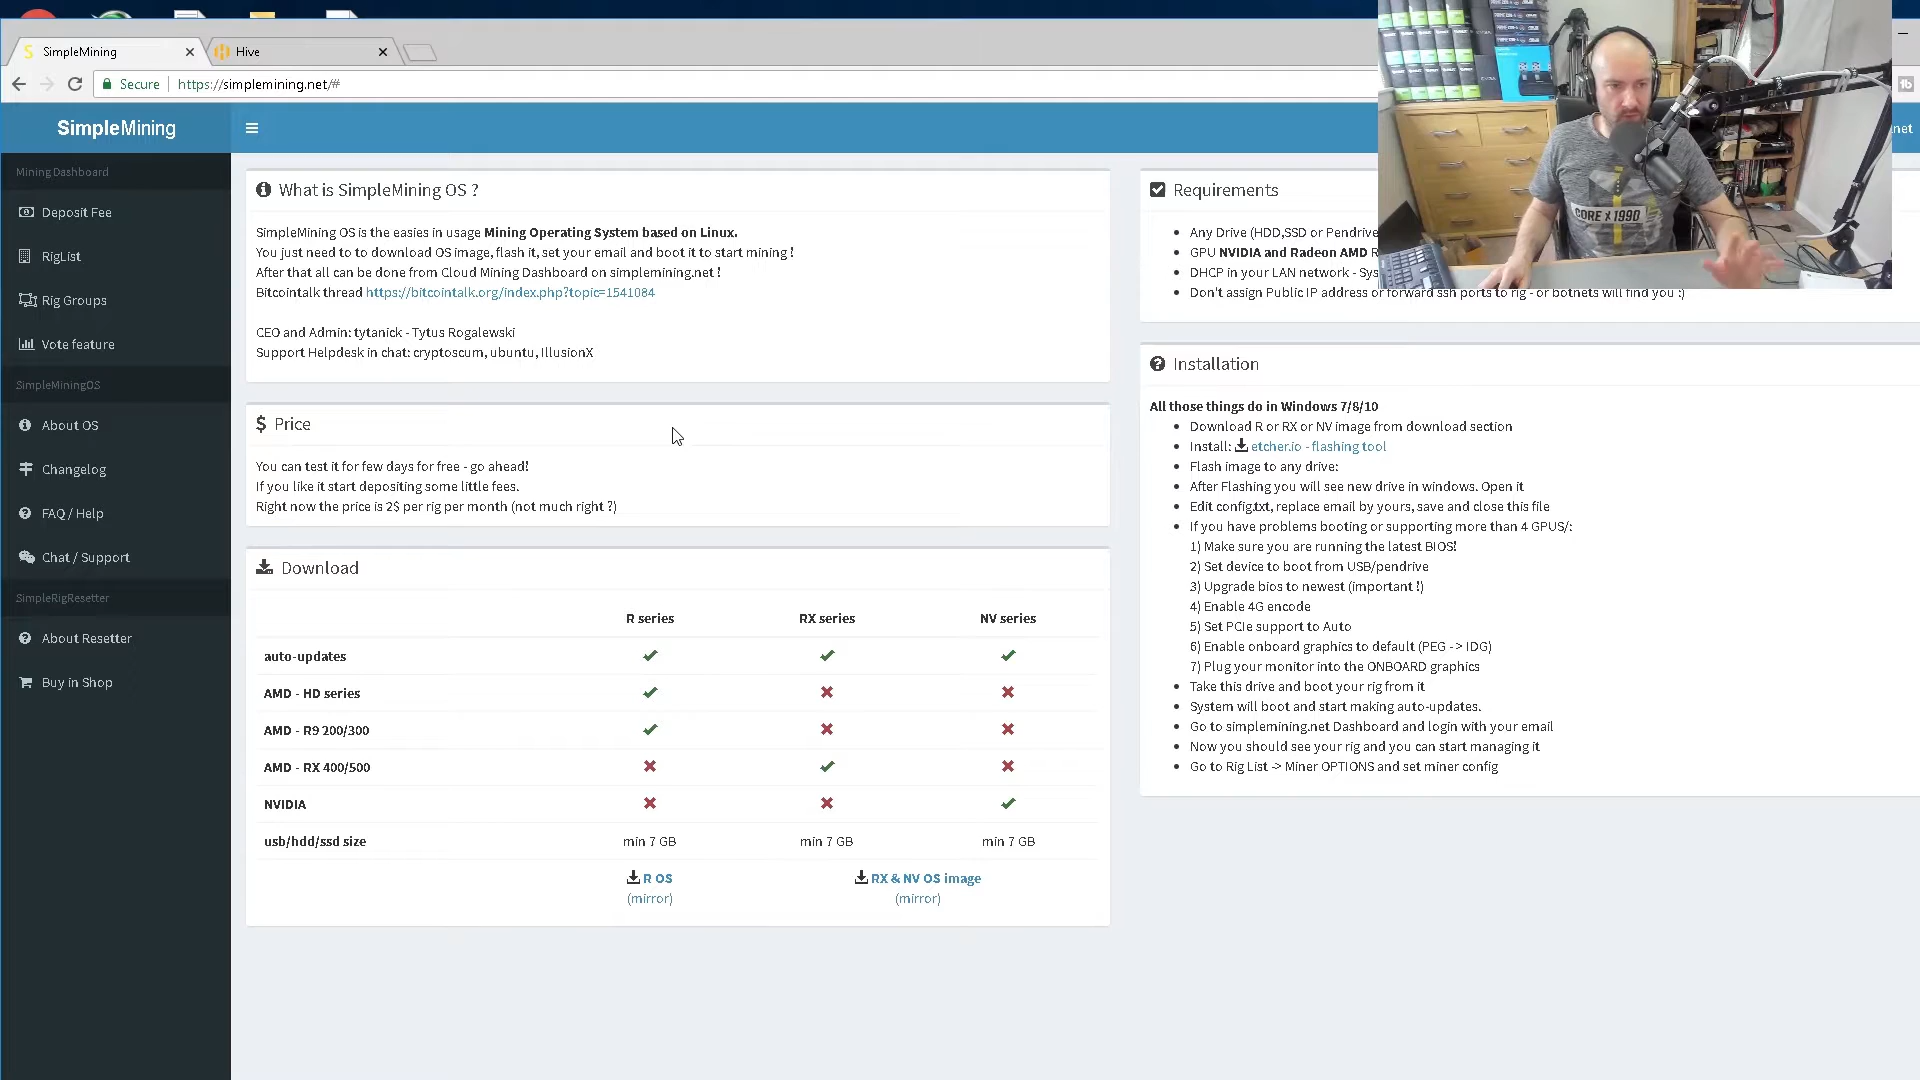 SimpleMining
Hive
Secure
https://simplemining.net/#
SimpleMining
net
Mining Dashboard
Deposit Fee
RigList
Rig Groups
Vote feature
SimpleMiningOS
About OS
Changelog
FAQ / Help
Chat / Support
SimpleRigResetter
About Resetter
Buy in Shop
What is SimpleMining OS ?
SimpleMining OS is the easies in usage Mining Operating System based on Linux.
You just need to to download OS image, flash it, set your email and boot it to start mining !
After that all can be done from Cloud Mining Dashboard on simplemining.net !
Bitcointalk thread https://bitcointalk.org/index.php?topic=1541084
CEO and Admin: tytanick - Tytus Rogalewski
Support Helpdesk in chat: cryptoscum, ubuntu, IllusionX
$ Price
You can test it for few days for free - go ahead!
If you like it start depositing some little fees.
Right now the price is 2$ per rig per month (not much right ?)
Download
R series RX series NV series
auto-updates
AMD - HD series
AMD - R9 200/300
AMD - RX 400/500
NVIDIA
usb/hdd/ssd size min 7 GB min 7 GB min 7 GB
R OS RX & NV OS image
(mirror) (mirror)
Requirements
Any Drive (HDD,SSD or Pendrive
GPU NVIDIA and Radeon AMD R
DHCP in your LAN network - Sys
Don't assign Public IP address or forward ssh ports to rig - or botnets will find you :)
Installation
All those things do in Windows 7/8/10
Download R or RX or NV image from download section
Install: etcher.io - flashing tool
Flash image to any drive:
After Flashing you will see new drive in windows. Open it
Edit config.txt, replace email by yours, save and close this file
If you have problems booting or supporting more than 4 GPUS/:
1) Make sure you are running the latest BIOS!
2) Set device to boot from USB/pendrive
3) Upgrade bios to newest (important !)
4) Enable 4G encode
5) Set PCIe support to Auto
6) Enable onboard graphics to default (PEG -> IDG)
7) Plug your monitor into the ONBOARD graphics
Take this drive and boot your rig from it
System will boot and start making auto-updates.
Go to simplemining.net Dashboard and login with your email
Now you should see your rig and you can start managing it
Go to Rig List -> Miner OPTIONS and set miner config
CORE X 1990